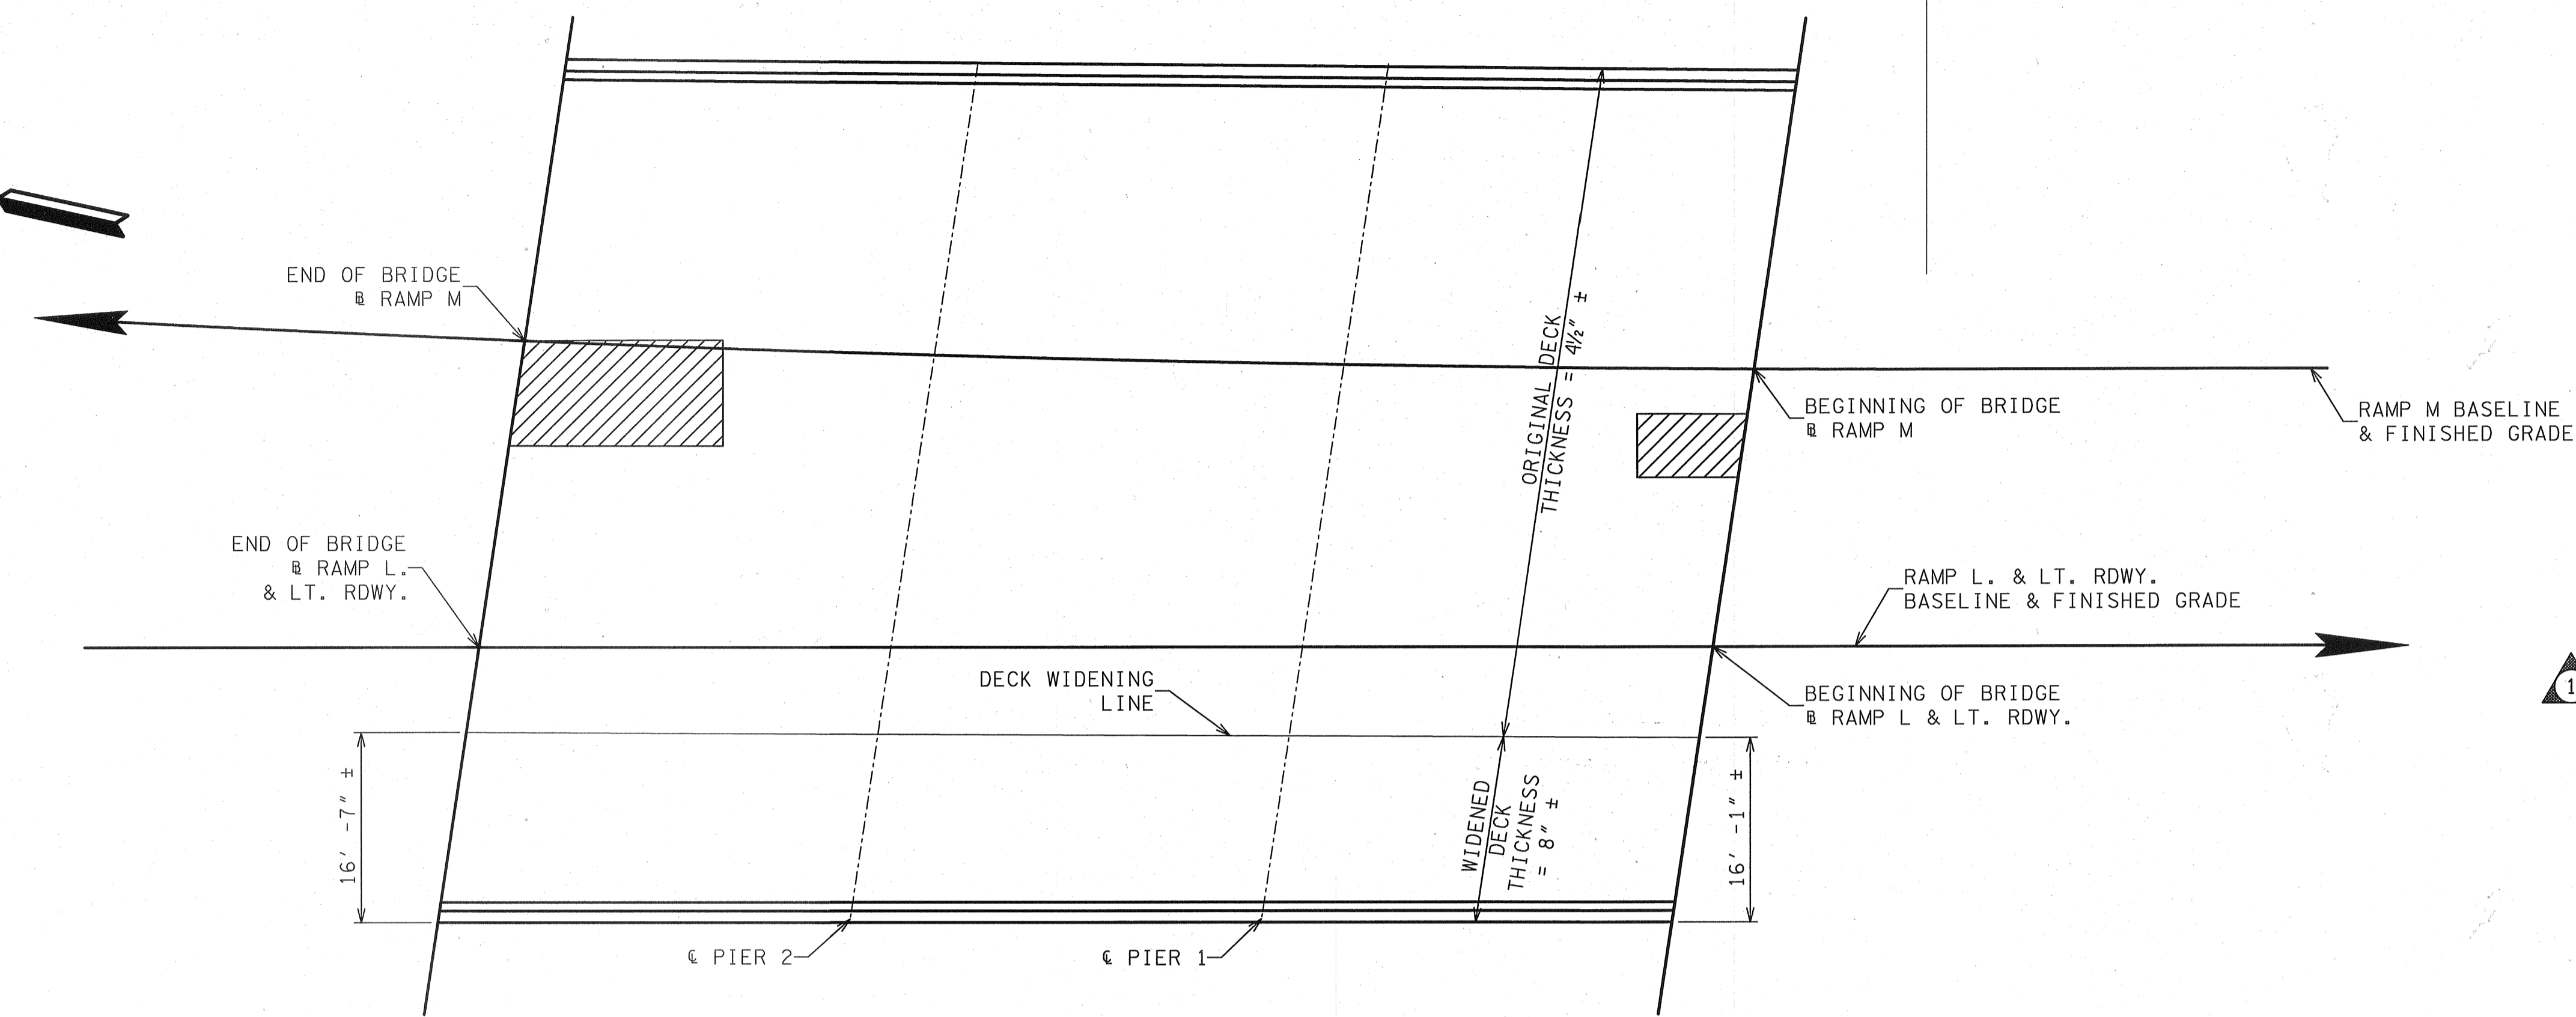 END OF BRIDGE
℄ RAMP M
ORIGINAL DECK
THICKNESS = 4½" ±
BEGINNING OF BRIDGE
℄ RAMP M
RAMP M BASELINE
& FINISHED GRADE
END OF BRIDGE
℄ RAMP L.
& LT. RDWY.
RAMP L. & LT. RDWY.
BASELINE & FINISHED GRADE
DECK WIDENING
LINE
BEGINNING OF BRIDGE
℄ RAMP L & LT. RDWY.
1
16' -7" ±
WIDENED
DECK
THICKNESS
= 8" ±
16' -1" ±
℄ PIER 2
℄ PIER 1